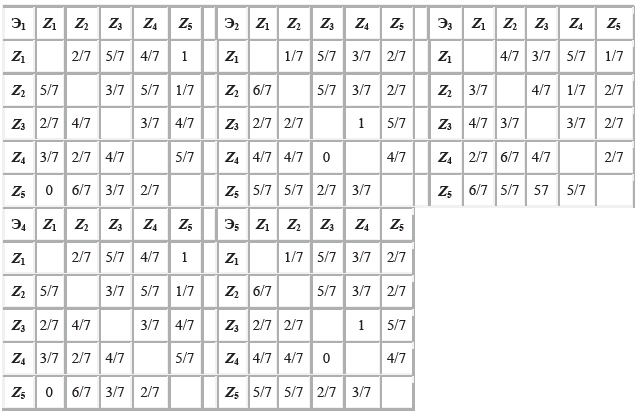 Э₁ Z₁ Z₂ Z₃ Z₄ Z₅ Э₂ Z₁ Z₂ Z₃ Z₄ Z₅ Э₃ Z₁ Z₂ Z₃ Z₄ Z₅
Z₁ 2/7 5/7 4/7 1 Z₁ 1/7 5/7 3/7 2/7 Z₁ 4/7 3/7 5/7 1/7
Z₂ 5/7 3/7 5/7 1/7 Z₂ 6/7 5/7 3/7 2/7 Z₂ 3/7 4/7 1/7 2/7
Z₃ 2/7 4/7 3/7 4/7 Z₃ 2/7 2/7 1 5/7 Z₃ 4/7 3/7 3/7 2/7
Z₄ 3/7 2/7 4/7 5/7 Z₄ 4/7 4/7 0 4/7 Z₄ 2/7 6/7 4/7 2/7
Z₅ 0 6/7 3/7 2/7 Z₅ 5/7 5/7 2/7 3/7 Z₅ 6/7 5/7 57 5/7
Э₄ Z₁ Z₂ Z₃ Z₄ Z₅ Э₅ Z₁ Z₂ Z₃ Z₄ Z₅
Z₁ 2/7 5/7 4/7 1 Z₁ 1/7 5/7 3/7 2/7
Z₂ 5/7 3/7 5/7 1/7 Z₂ 6/7 5/7 3/7 2/7
Z₃ 2/7 4/7 3/7 4/7 Z₃ 2/7 2/7 1 5/7
Z₄ 3/7 2/7 4/7 5/7 Z₄ 4/7 4/7 0 4/7
Z₅ 0 6/7 3/7 2/7 Z₅ 5/7 5/7 2/7 3/7